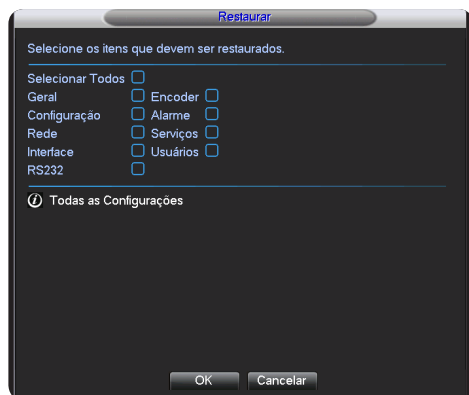 Restaurar
Selecione os itens que devem ser restaurados.
Selecionar Todos
Geral Encoder
Configuração Alarme
Rede Serviços
Interface Usuários
RS232
Todas as Configurações
OK Cancelar